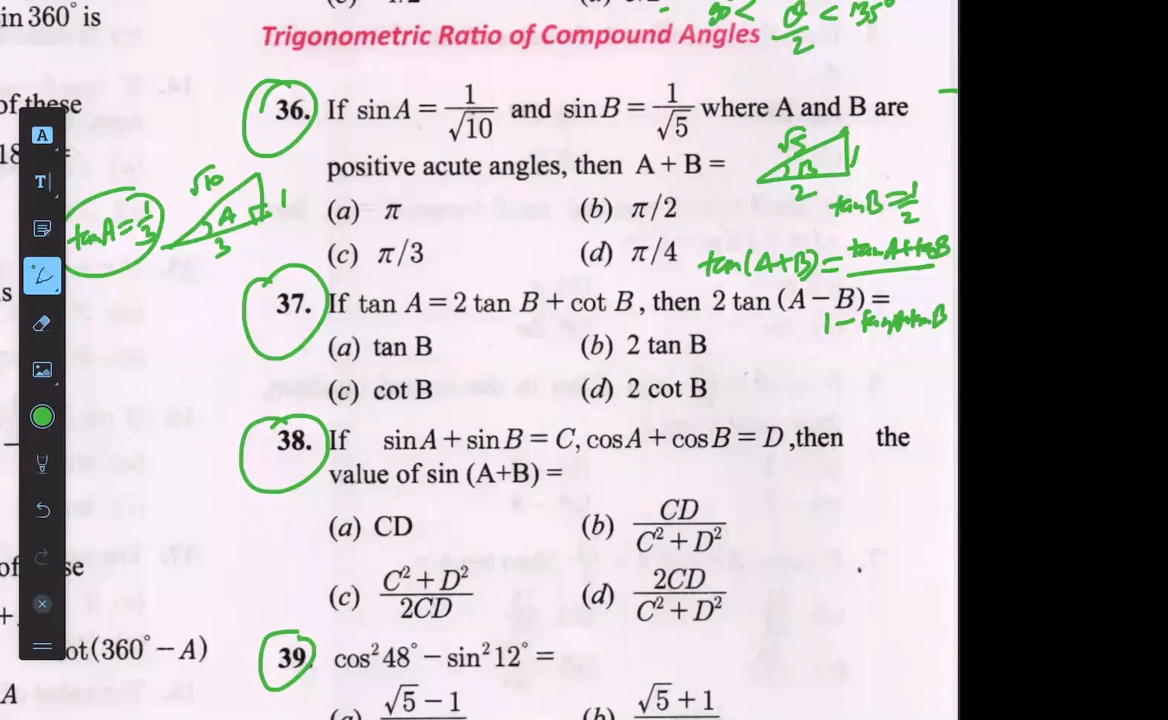 in 360° is
90 < θ/2 < 135°
Trigonometric Ratio of Compound Angles
of these
18
36. If sin A = 1/√10 and sin B = 1/√5 where A and B are
positive acute angles, then A + B =
√10 A 1 3
tan A = 1/3
√5 B 1 2
tan B = 1/2
(a) π (b) π/2
(c) π/3 (d) π/4
tan(A+B) = tan A + tan B
1 − tan A tan B
37. If tan A = 2 tan B + cot B, then 2 tan (A − B) =
(a) tan B (b) 2 tan B
(c) cot B (d) 2 cot B
38. If sin A + sin B = C, cos A + cos B = D, then the
value of sin (A+B) =
(a) CD (b) CD/(C² + D²)
(c) (C² + D²)/2CD (d) 2CD/(C² + D²)
ot(360° − A)
A
39. cos² 48° − sin² 12° =
(a) √5 − 1 (b) √5 + 1